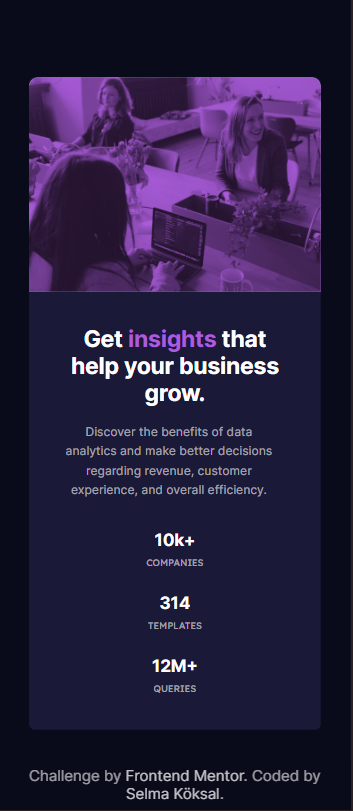 Get insights that
help your business
grow.
Discover the benefits of data
analytics and make better decisions
regarding revenue, customer
experience, and overall efficiency.
10k+
COMPANIES
314
TEMPLATES
12M+
QUERIES
Challenge by Frontend Mentor. Coded by
Selma Köksal.